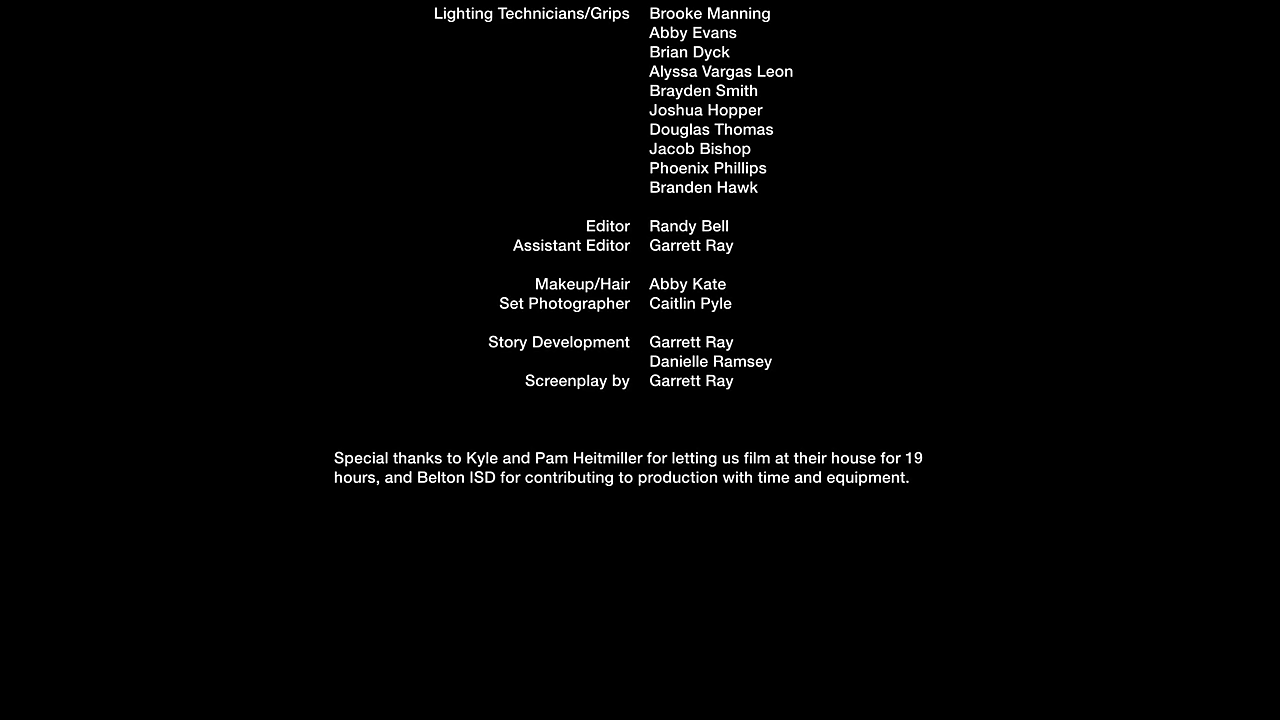 Lighting Technicians/Grips Brooke Manning
Abby Evans
Brian Dyck
Alyssa Vargas Leon
Brayden Smith
Joshua Hopper
Douglas Thomas
Jacob Bishop
Phoenix Phillips
Branden Hawk
Editor Randy Bell
Assistant Editor Garrett Ray
Makeup/Hair Abby Kate
Set Photographer Caitlin Pyle
Story Development Garrett Ray
Danielle Ramsey
Screenplay by Garrett Ray
Special thanks to Kyle and Pam Heitmiller for letting us film at their house for 19
hours, and Belton ISD for contributing to production with time and equipment.